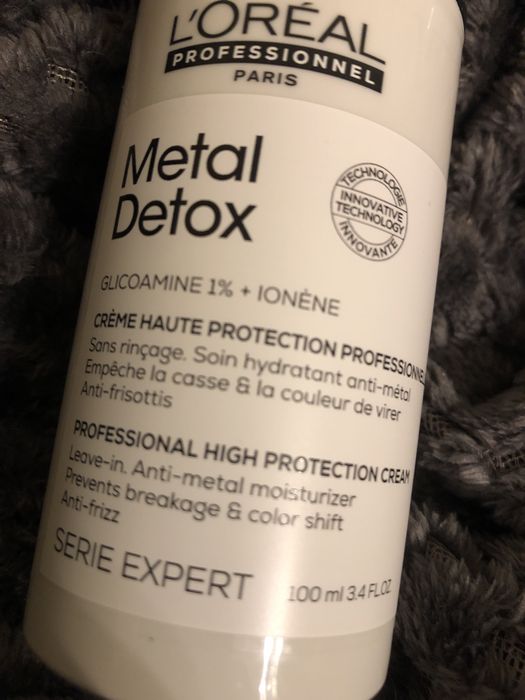 L'ORÉAL
PROFESSIONNEL
PARIS
Metal
Detox
TECHNOLOGIE
INNOVATIVE
TECHNOLOGY
INNOVANTE
GLICOAMINE 1% + IONÈNE
CRÈME HAUTE PROTECTION PROFESSIONNEL
Sans rinçage. Soin hydratant anti-métal
Empêche la casse & la couleur de virer
Anti-frisottis
PROFESSIONAL HIGH PROTECTION CREAM
Leave-in. Anti-metal moisturizer
Prevents breakage & color shift
Anti-frizz
SERIE EXPERT
100 ml 3.4 FL.OZ